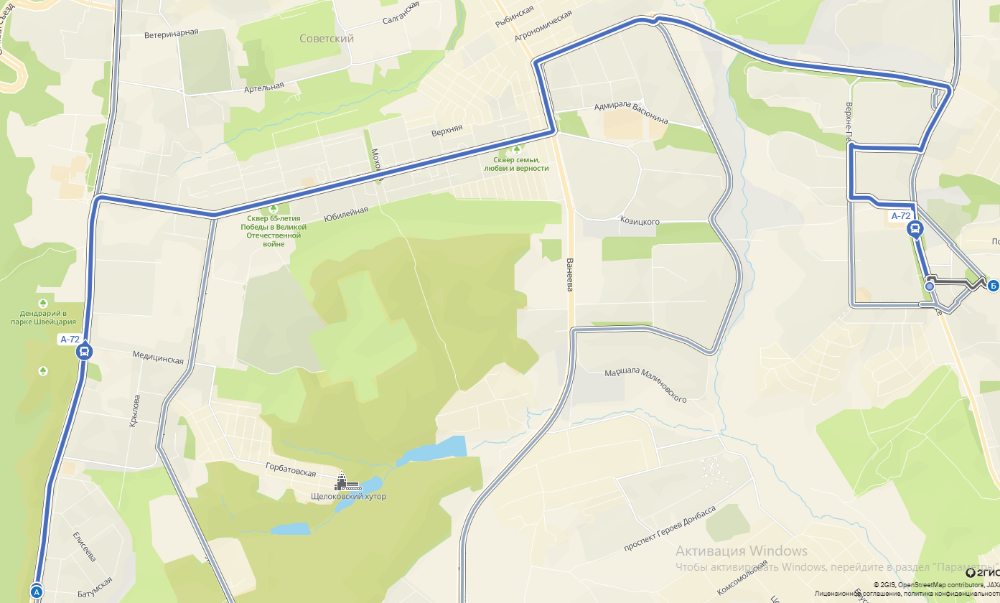 Съезд
Рыбинская
Салганская
Агрономической
Ветеринарная
Советский
Артельная
Адмирала Васюнина
Верхне-Пе
Верхняя
Сквер семьи,
любви и верности
Юбилейная
Сквер 65-летия
Победы в Великой
Отечественной
войне
Козицкого
А-72
Ванеева
Б
Дендрарий в
парке Швейцария
А-72
Медицинская
Маршала Малиновского
Крылова
Горбатовская
Щелоковский хутор
проспект Героев Донбасса
Елисеева
Активация Windows
Чтобы активировать Windows, перейдите в раздел "Параметры"
2ГИС
Комсомольская
А
Батумская
© 2GIS, OpenStreetMap contributors, JAX
Лицензионное соглашение, политика конфиденциальност